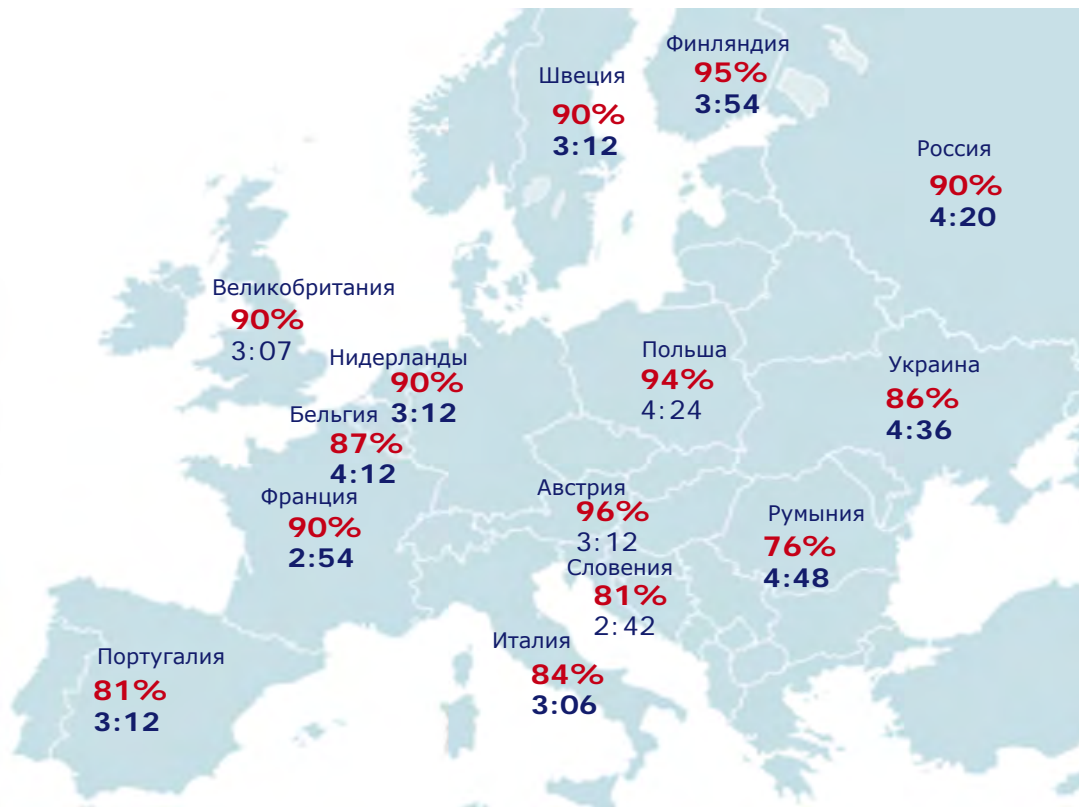 Финляндия
95%
3:54
Швеция
90%
3:12
Россия
90%
4:20
Великобритания
90%
3:07
Нидерланды
90%
3:12
Бельгия
87%
4:12
Польша
94%
4:24
Украина
86%
4:36
Франция
90%
2:54
Австрия
96%
3:12
Румыния
76%
4:48
Словения
81%
2:42
Италия
84%
3:06
Португалия
81%
3:12